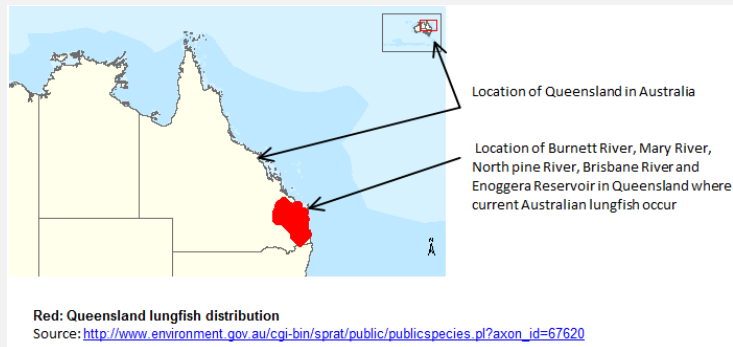 Location of Queensland in Australia
Location of Burnett River, Mary River,
North pine River, Brisbane River and
Enoggera Reservoir in Queensland where
current Australian lungfish occur
Red: Queensland lungfish distribution
Source: http://www.environment.gov.au/cgi-bin/sprat/public/publicspecies.pl?axon_id=67620